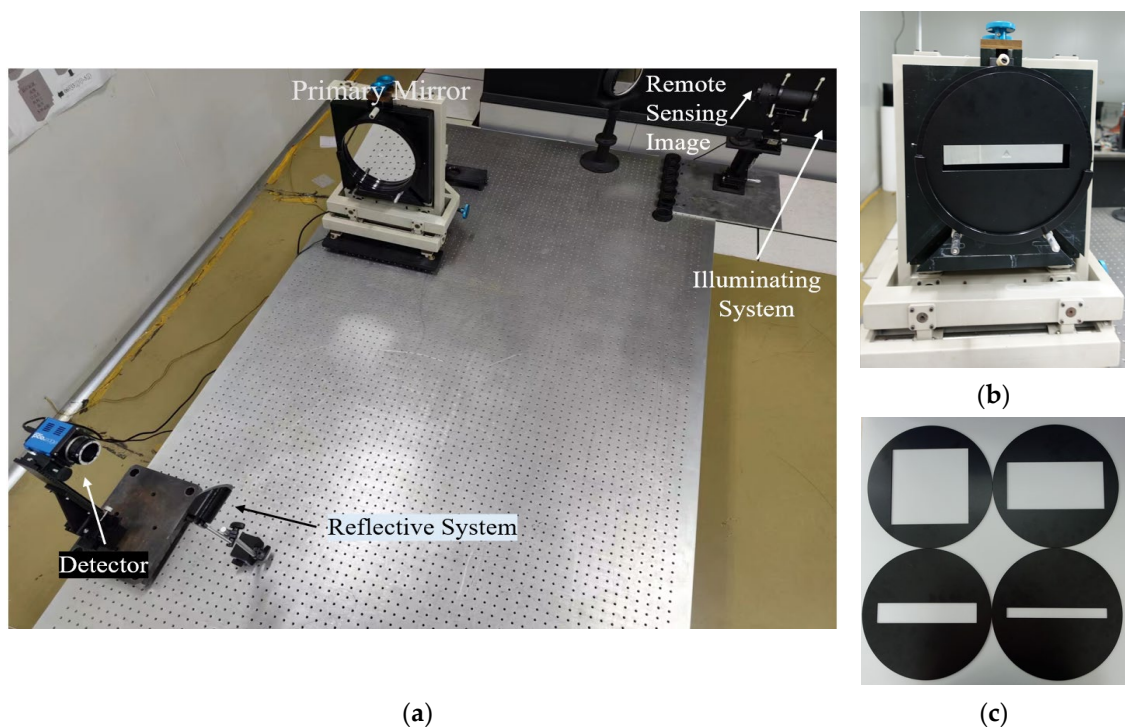 Primary Mirror
Remote
Sensing
Image
Illuminating
System
Reflective System
Detector
(a)
(b)
(c)